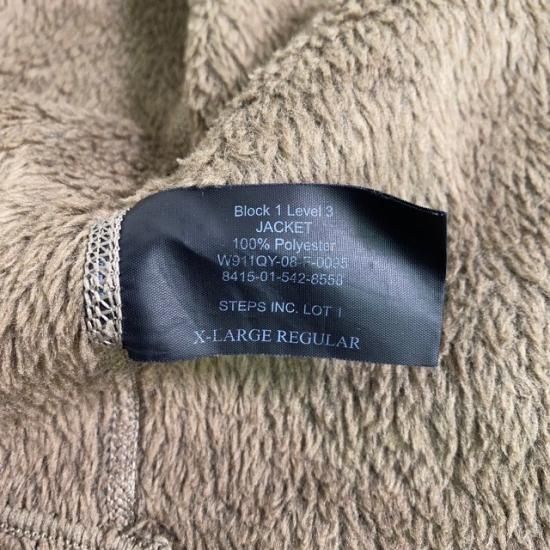 Block 1 Level 3
JACKET
100% Polyester
W911QY-08-F-0095
8415-01-542-8558
STEPS INC. LOT 1
X-LARGE REGULAR